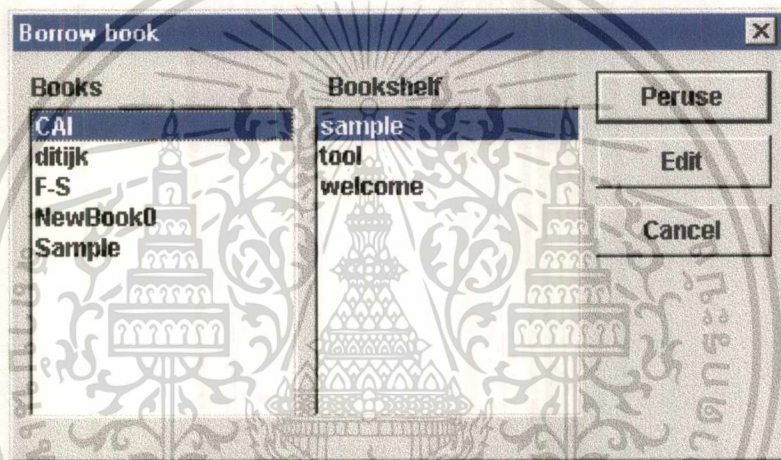 Borrow book
Books
CAI
ditijk
F-S
NewBook0
Sample
Bookshelf
sample
tool
welcome
Peruse
Edit
Cancel